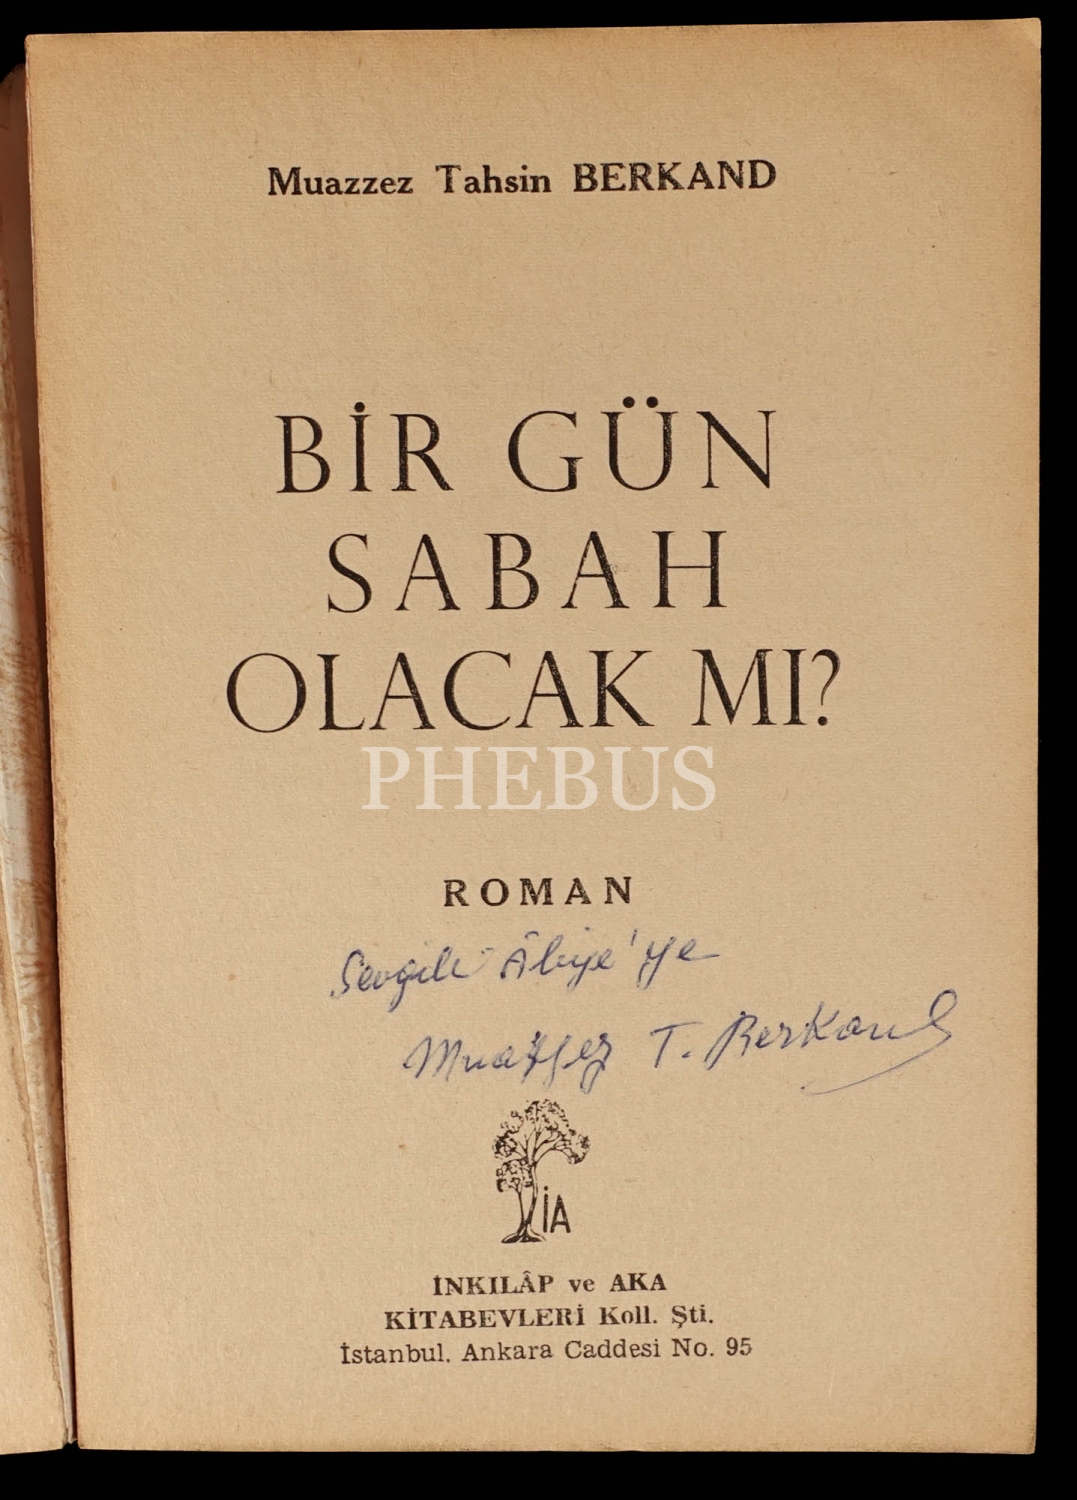 Muazzez Tahsin BERKAND
BİR GÜN
SABAH
OLACAK MI?
PHEBUS
ROMAN
Sevgili Âliye'ye
Muazzez T. Berkand
İA
İNKILÂP ve AKA
KİTABEVLERİ Koll. Şti.
İstanbul. Ankara Caddesi No. 95